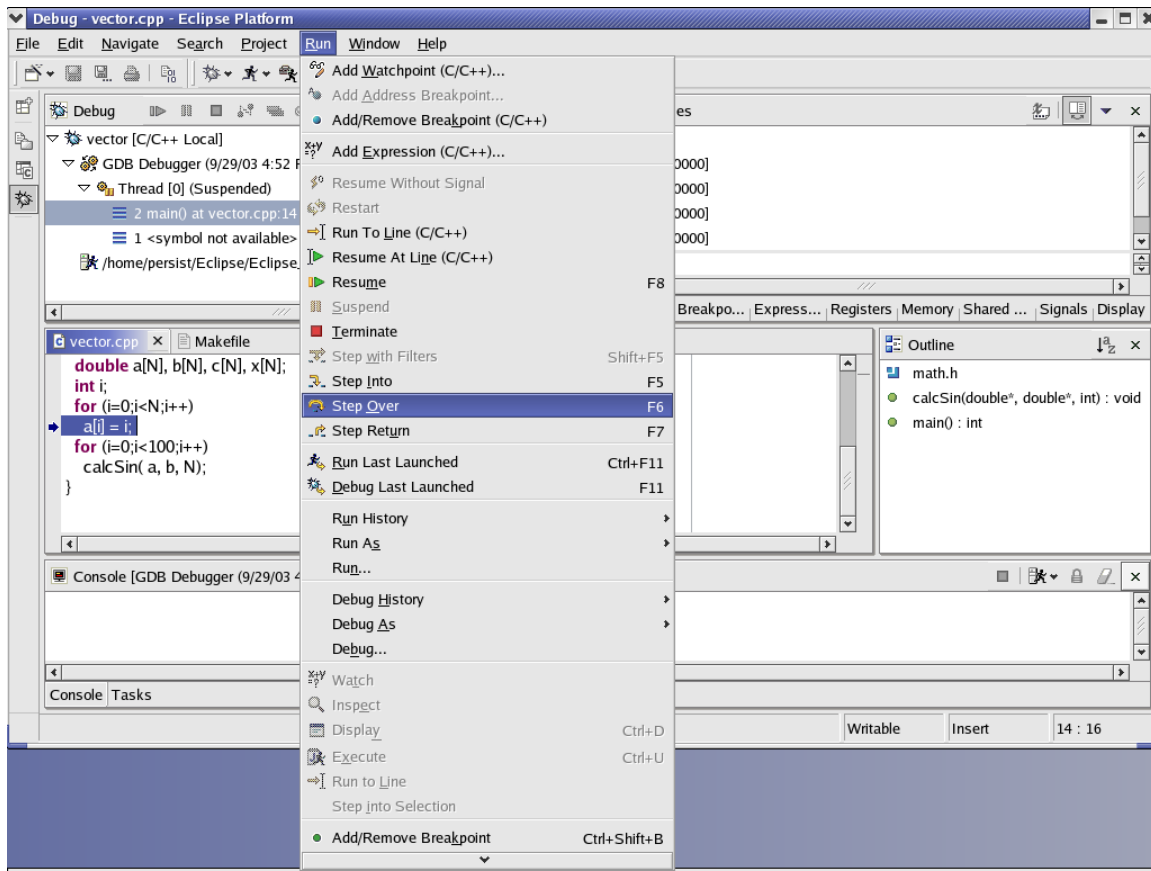 Debug - vector.cpp - Eclipse Platform
File Edit Navigate Search Project Run Window Help
Debug
vector [C/C++ Local]
GDB Debugger (9/29/03 4:52
Thread [0] (Suspended)
2 main() at vector.cpp:14
1 <symbol not available>
/home/persist/Eclipse/Eclipse_
es
0000]
0000]
0000]
0000]
Breakpo... Express... Registers Memory Shared ... Signals Display
vector.cpp Makefile
double a[N], b[N], c[N], x[N];
int i;
for (i=0;i<N;i++)
a[i] = i;
for (i=0;i<100;i++)
calcSin( a, b, N);
}
Outline
math.h
calcSin(double*, double*, int) : void
main() : int
Console [GDB Debugger (9/29/03 4
Console Tasks
Writable Insert 14 : 16
Add Watchpoint (C/C++)...
Add Address Breakpoint...
Add/Remove Breakpoint (C/C++)
Add Expression (C/C++)...
Resume Without Signal
Restart
Run To Line (C/C++)
Resume At Line (C/C++)
Resume F8
Suspend
Terminate
Step with Filters Shift+F5
Step Into F5
Step Over F6
Step Return F7
Run Last Launched Ctrl+F11
Debug Last Launched F11
Run History
Run As
Run...
Debug History
Debug As
Debug...
Watch
Inspect
Display Ctrl+D
Execute Ctrl+U
Run to Line
Step into Selection
Add/Remove Breakpoint Ctrl+Shift+B